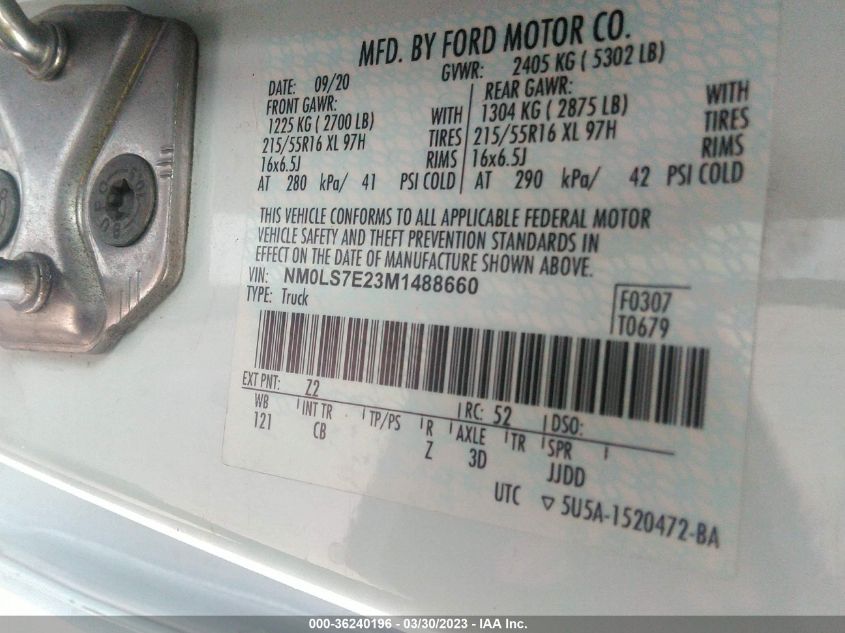 MFD. BY FORD MOTOR CO.
DATE: 09/20 GVWR: 2405 KG ( 5302 LB)
FRONT GAWR: REAR GAWR:
1225 KG ( 2700 LB) WITH 1304 KG ( 2875 LB) WITH
215/55R16 XL 97H TIRES 215/55R16 XL 97H TIRES
16x6.5J RIMS 16x6.5J RIMS
AT 280 kPa/ 41 PSI COLD AT 290 kPa/ 42 PSI COLD
THIS VEHICLE CONFORMS TO ALL APPLICABLE FEDERAL MOTOR
VEHICLE SAFETY AND THEFT PREVENTION STANDARDS IN
EFFECT ON THE DATE OF MANUFACTURE SHOWN ABOVE.
VIN: NM0LS7E23M1488660
TYPE: Truck
F0307
T0679
EXT PNT: Z2 RC: 52 DSO:
WB INT TR TP/PS R AXLE TR SPR
121 CB Z 3D JJDD
UTC ▽ 5U5A-1520472-BA
000-36240196 - 03/30/2023 - IAA Inc.